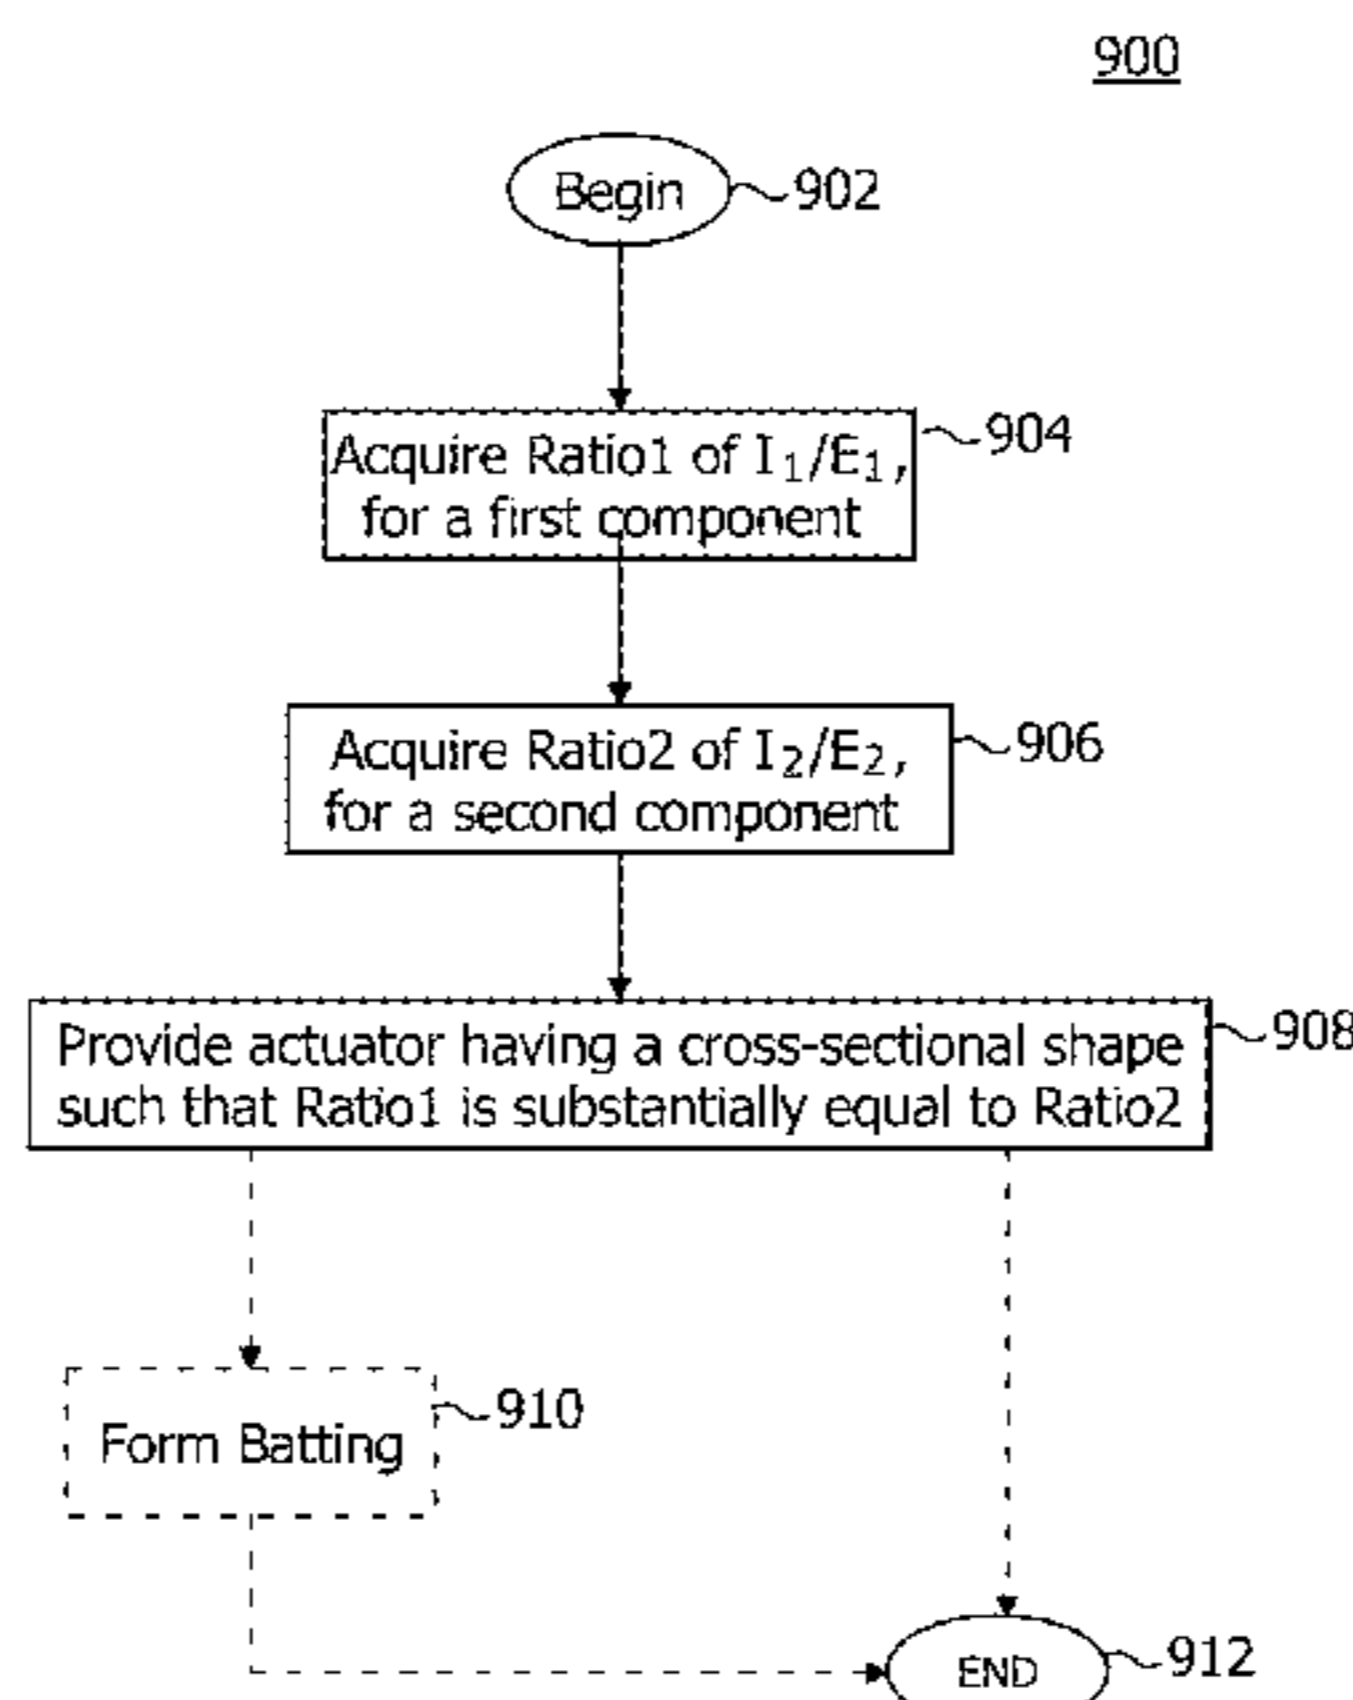 900
Begin
902
Acquire Ratio1 of I₁/E₁,
for a first component
904
Acquire Ratio2 of I₂/E₂,
for a second component
906
Provide actuator having a cross-sectional shape
such that Ratio1 is substantially equal to Ratio2
908
Form Batting
910
END
912